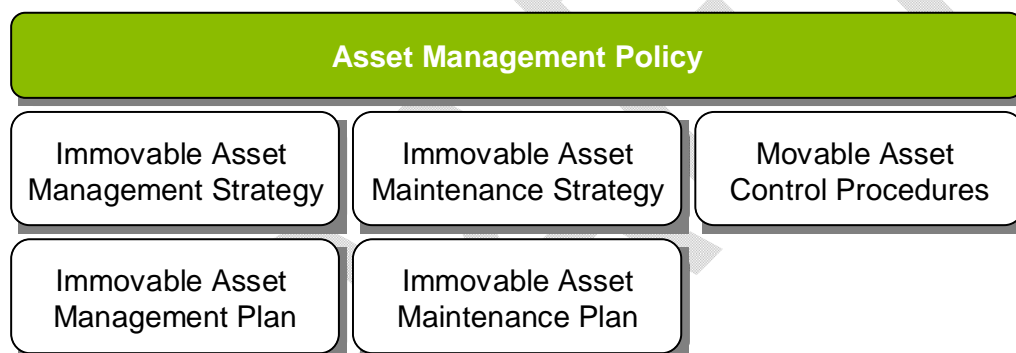 Asset Management Policy
Immovable Asset
Management Strategy
Immovable Asset
Maintenance Strategy
Movable Asset
Control Procedures
Immovable Asset
Management Plan
Immovable Asset
Maintenance Plan